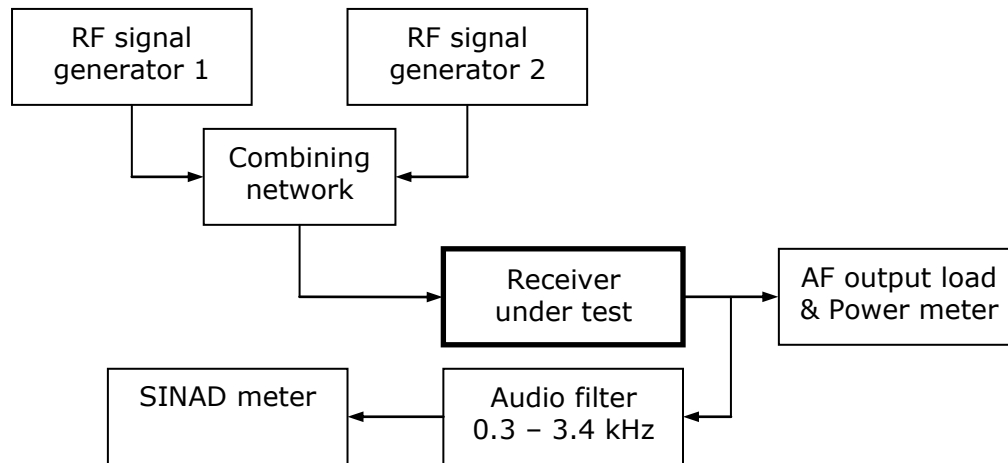 RF signal
generator 1
RF signal
generator 2
Combining
network
Receiver
under test
AF output load
& Power meter
SINAD meter
Audio filter
0.3 – 3.4 kHz